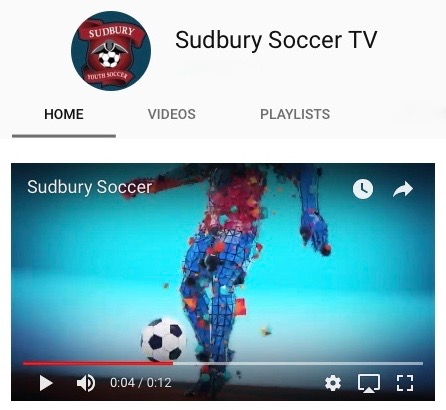 SUDBURY
YOUTH SOCCER
Sudbury Soccer TV
HOME VIDEOS PLAYLISTS
Sudbury Soccer
0:04 / 0:12